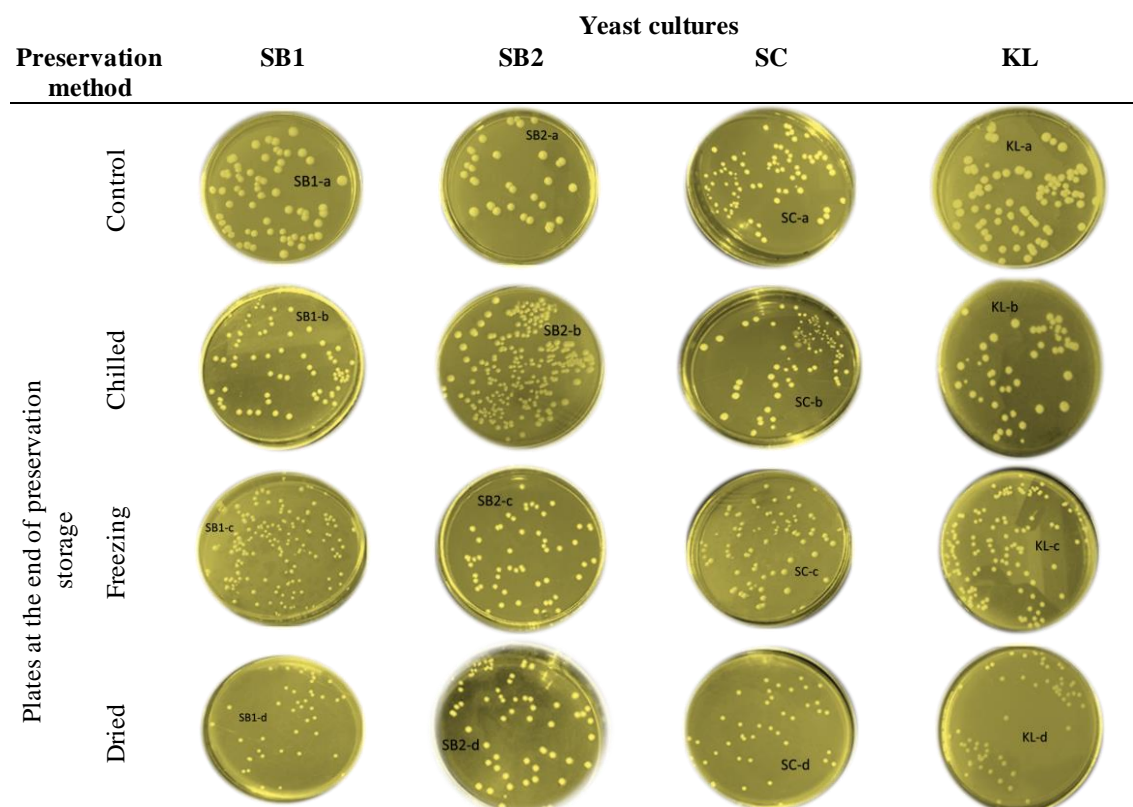 Yeast cultures
Preservation method SB1 SB2 SC KL
Plates at the end of preservation storage
Control
SB1-a SB2-a SC-a KL-a
Chilled
SB1-b SB2-b SC-b KL-b
Freezing
SB1-c SB2-c SC-c KL-c
Dried
SB1-d SB2-d SC-d KL-d